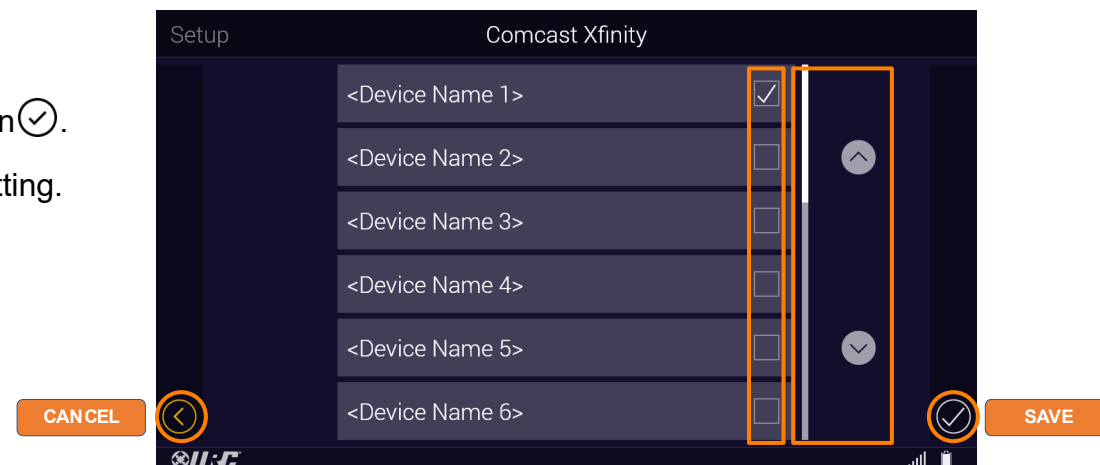 Setup
Comcast Xfinity
<Device Name 1>
n.
<Device Name 2>
tting.
<Device Name 3>
<Device Name 4>
<Device Name 5>
<Device Name 6>
CANCEL
SAVE
URC